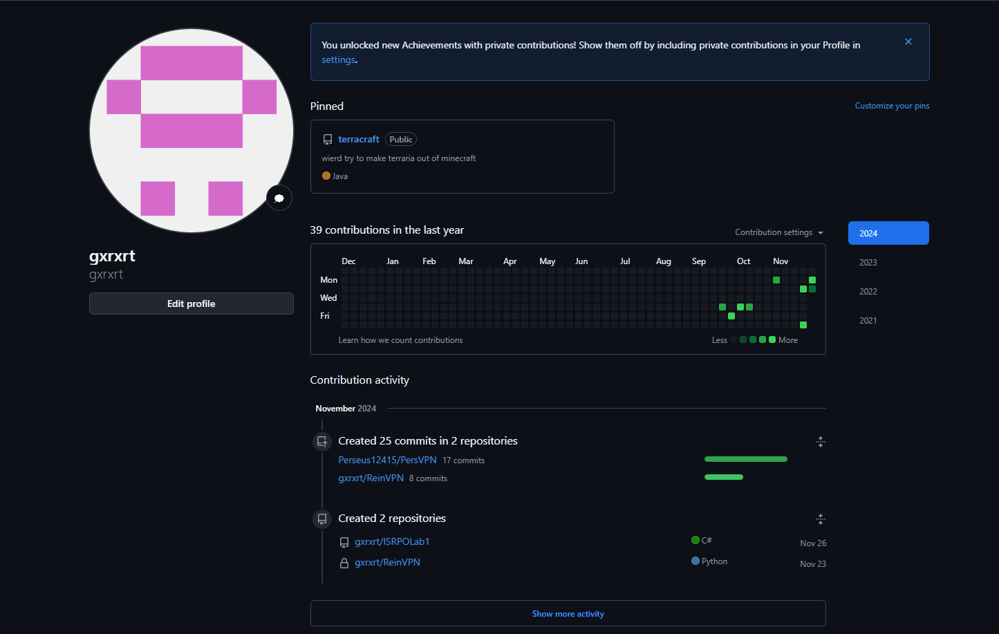 You unlocked new Achievements with private contributions! Show them off by including private contributions in your Profile in
settings.
Pinned
Customize your pins
terracraft Public
wierd try to make terraria out of minecraft
Java
gxrxrt
gxrxrt
Edit profile
39 contributions in the last year
Contribution settings
2024
2023
2022
2021
Dec Jan Feb Mar Apr May Jun Jul Aug Sep Oct Nov
Mon
Wed
Fri
Learn how we count contributions
Less More
Contribution activity
November 2024
Created 25 commits in 2 repositories
Perseus12415/PersVPN 17 commits
gxrxrt/ReinVPN 8 commits
Created 2 repositories
gxrxrt/ISRPOLab1 C# Nov 26
gxrxrt/ReinVPN Python Nov 23
Show more activity